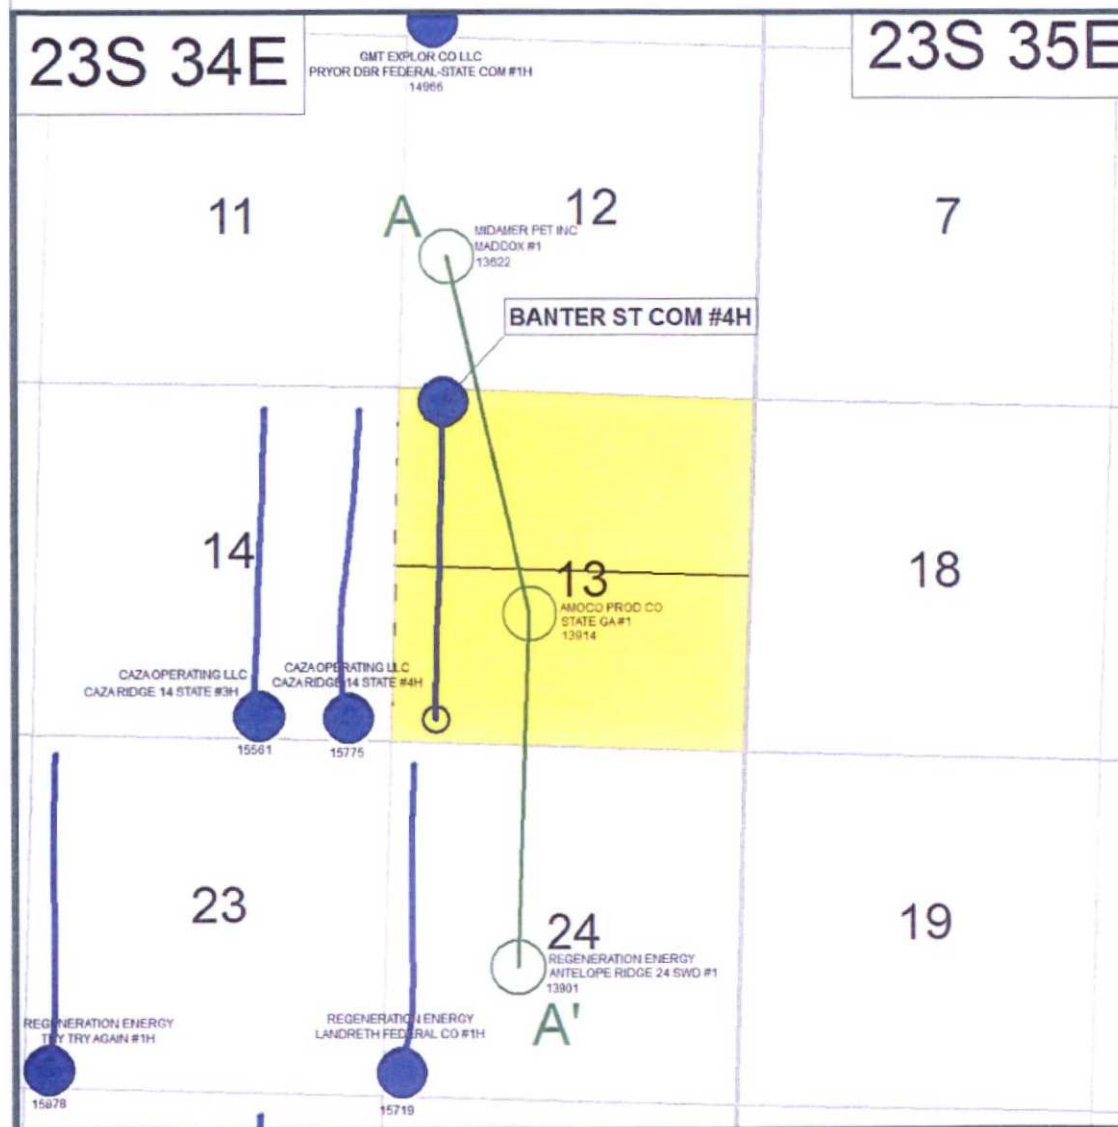 23S 34E
23S 35E
GMT EXPLOR CO LLC
PRYOR DBR FEDERAL-STATE COM #1H
14966
11
12
7
A
MIDAMER PET INC
MADDOX #1
13622
BANTER ST COM #4H
14
13
18
AMOCO PROD CO
STATE GA #1
13914
CAZA OPERATING LLC
CAZA RIDGE 14 STATE #3H
15561
CAZA OPERATING LLC
CAZA RIDGE 14 STATE #4H
15775
23
24
19
REGENERATION ENERGY
ANTELOPE RIDGE 24 SWD #1
13901
A'
REGENERATION ENERGY
TRY TRY AGAIN #1H
15878
REGENERATION ENERGY
LANDRETH FEDERAL CO #1H
15719